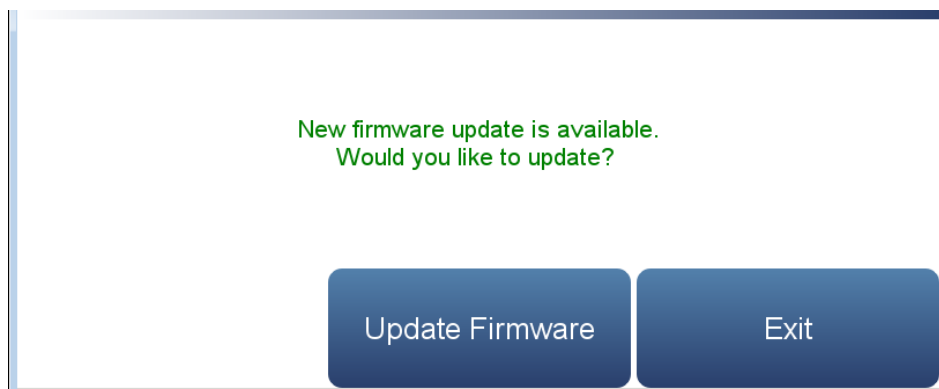 New firmware update is available.
Would you like to update?
Update Firmware
Exit